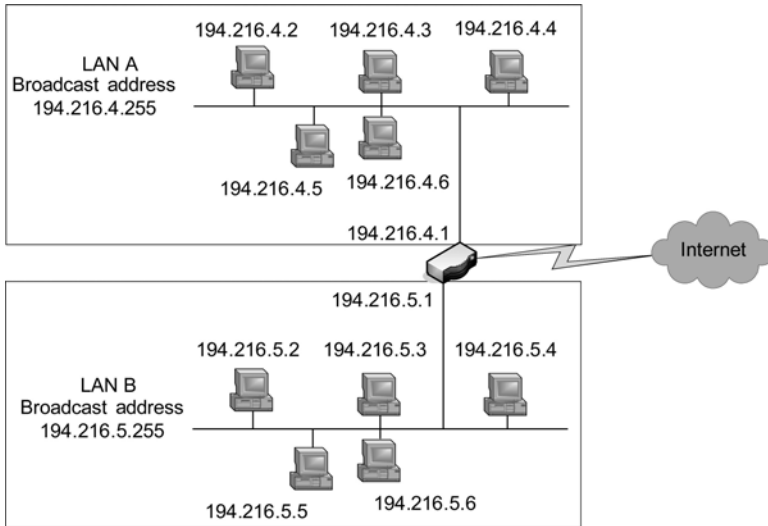 194.216.4.2
194.216.4.3
194.216.4.4
LAN A
Broadcast address
194.216.4.255
194.216.4.5
194.216.4.6
194.216.4.1
Internet
194.216.5.1
194.216.5.2
194.216.5.3
194.216.5.4
LAN B
Broadcast address
194.216.5.255
194.216.5.5
194.216.5.6